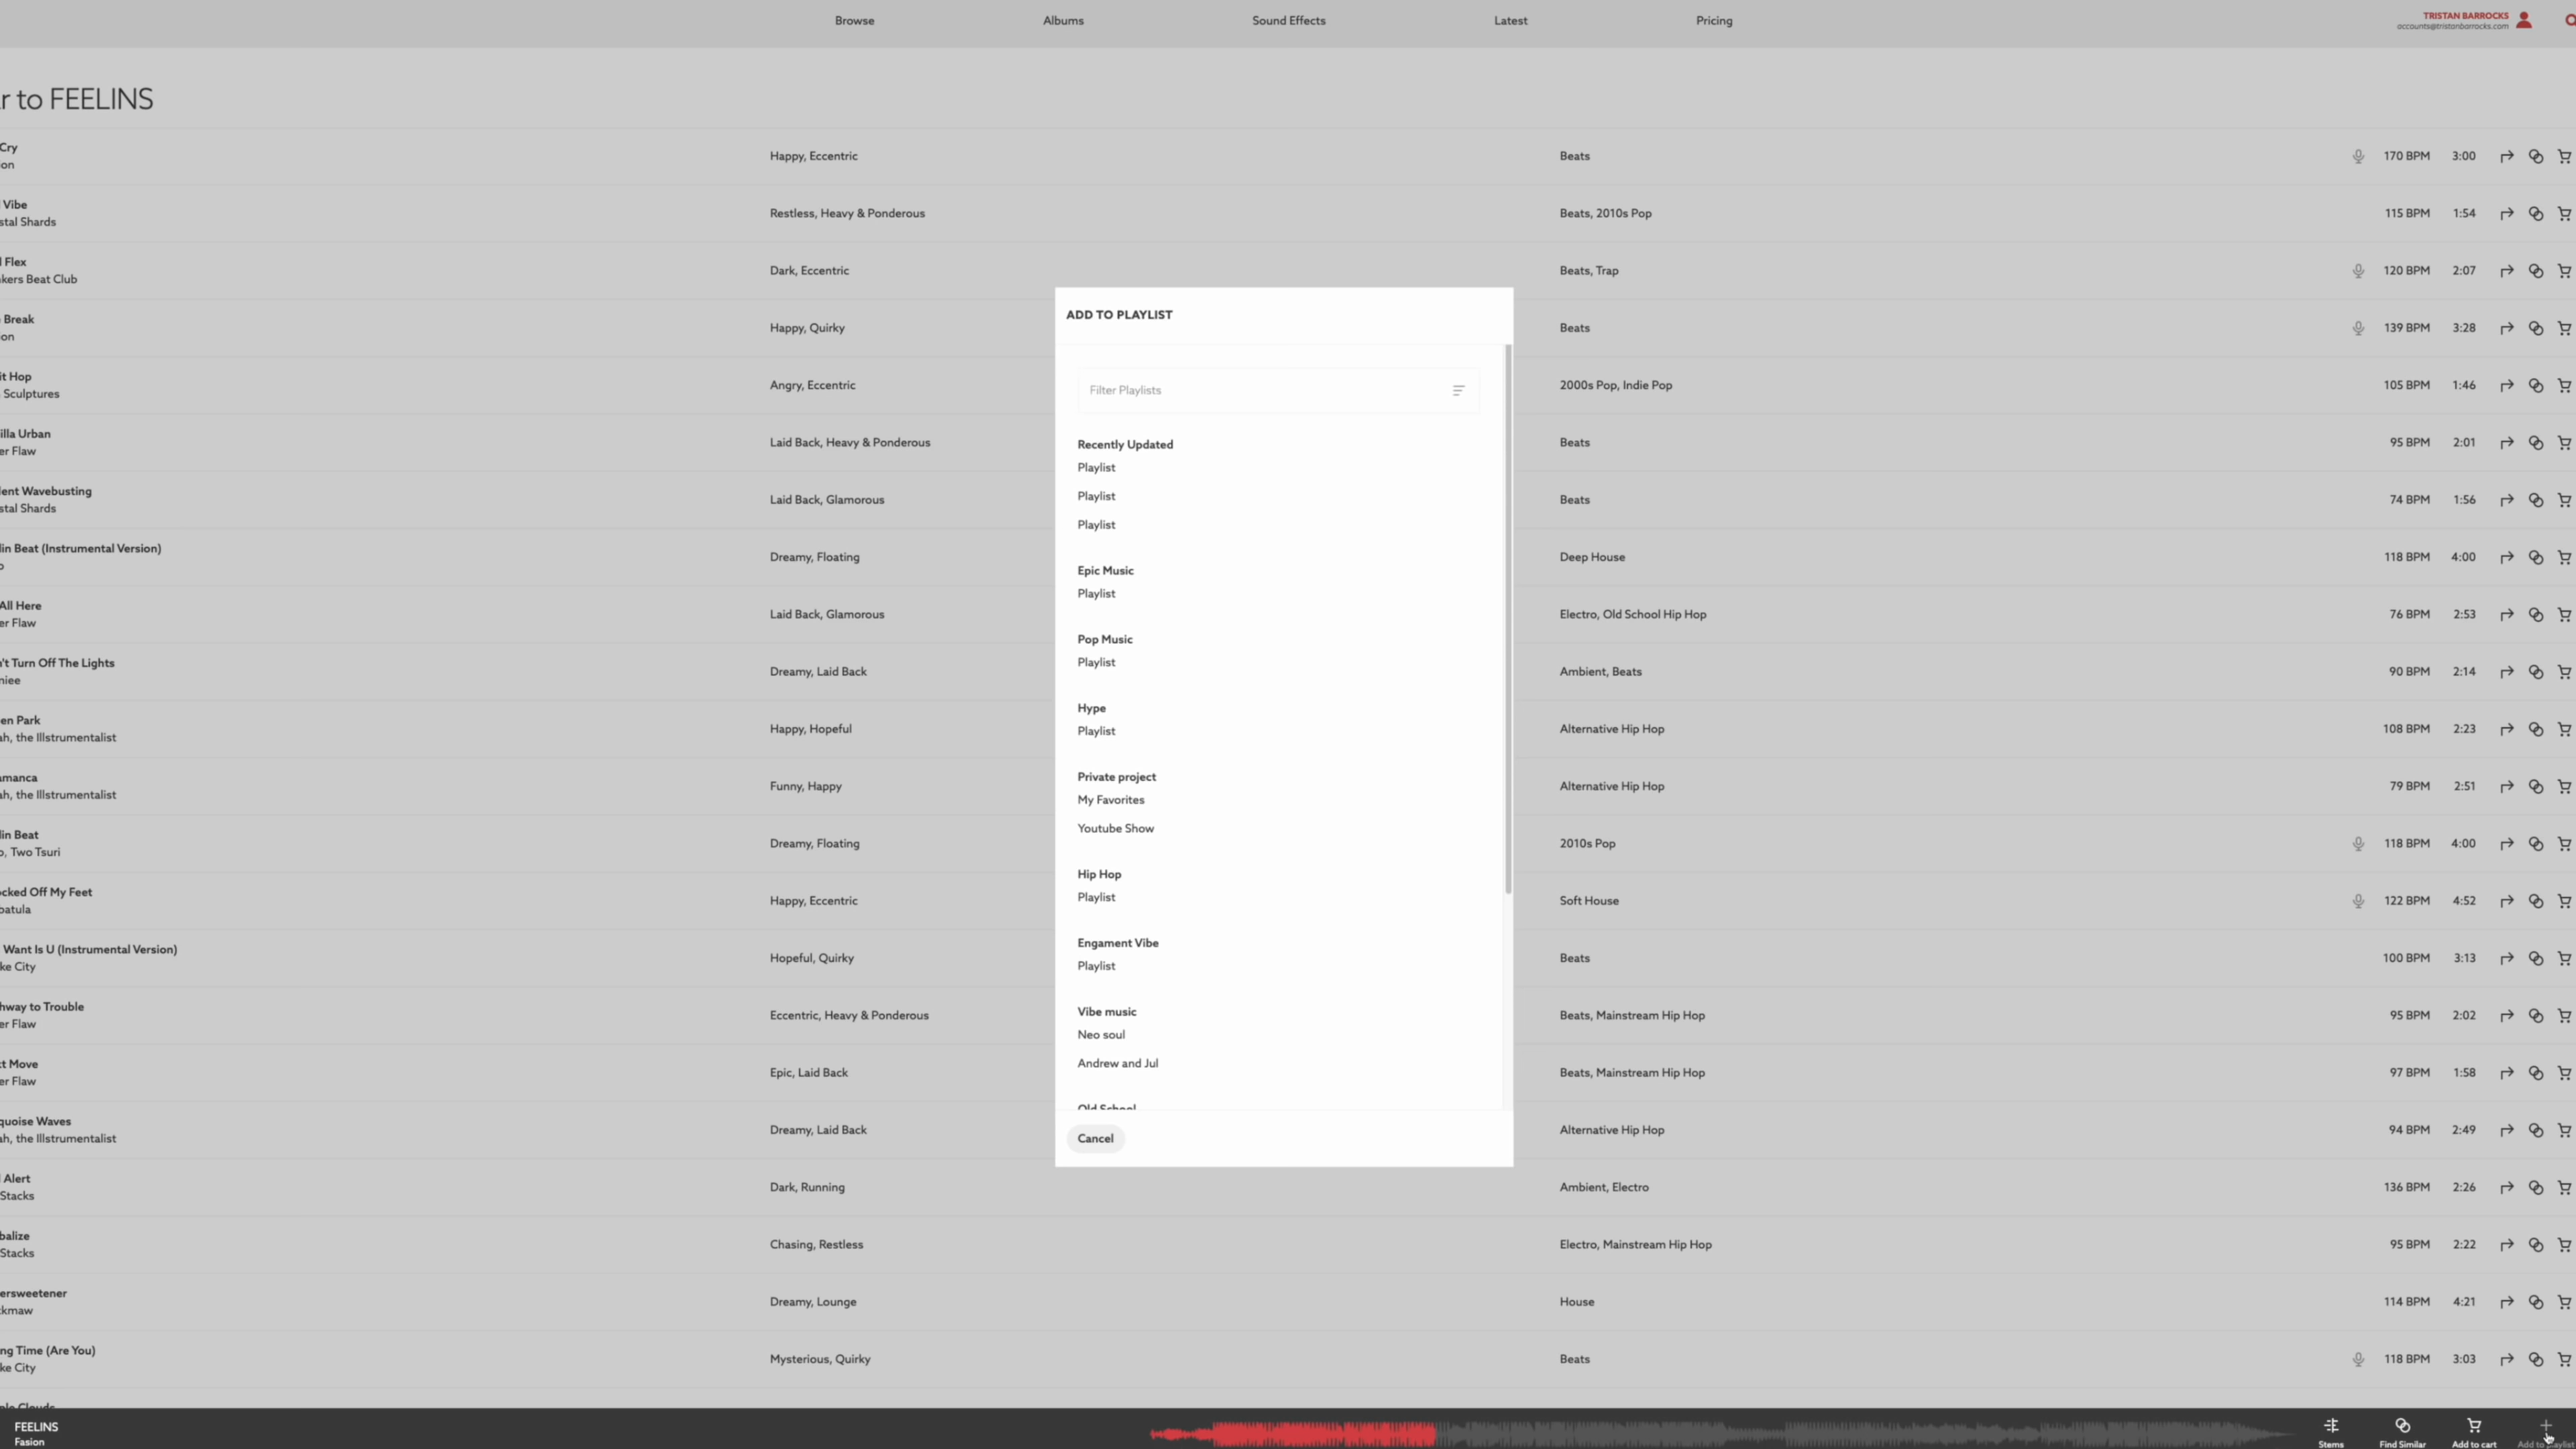 Browse Albums Sound Effects Latest Pricing TRISTAN BARROCKS
accounts@tristanbarrocks.com
r to FEELINS
Cry
on
Happy, Eccentric Beats 170 BPM 3:00
Vibe
stal Shards
Restless, Heavy & Ponderous Beats, 2010s Pop 115 BPM 1:54
Flex
kers Beat Club
Dark, Eccentric Beats, Trap 120 BPM 2:07
Break
on
Happy, Quirky Beats 139 BPM 3:28
it Hop
Sculptures
Angry, Eccentric 2000s Pop, Indie Pop 105 BPM 1:46
illa Urban
er Flaw
Laid Back, Heavy & Ponderous Beats 95 BPM 2:01
lent Wavebusting
stal Shards
Laid Back, Glamorous Beats 74 BPM 1:56
lin Beat (Instrumental Version)
o
Dreamy, Floating Deep House 118 BPM 4:00
All Here
er Flaw
Laid Back, Glamorous Electro, Old School Hip Hop 76 BPM 2:53
't Turn Off The Lights
niee
Dreamy, Laid Back Ambient, Beats 90 BPM 2:14
en Park
ah, the Illstrumentalist
Happy, Hopeful Alternative Hip Hop 108 BPM 2:23
amanca
ah, the Illstrumentalist
Funny, Happy Alternative Hip Hop 79 BPM 2:51
lin Beat
o, Two Tsuri
Dreamy, Floating 2010s Pop 118 BPM 4:00
ocked Off My Feet
patula
Happy, Eccentric Soft House 122 BPM 4:52
Want Is U (Instrumental Version)
ke City
Hopeful, Quirky Beats 100 BPM 3:13
hway to Trouble
er Flaw
Eccentric, Heavy & Ponderous Beats, Mainstream Hip Hop 95 BPM 2:02
t Move
er Flaw
Epic, Laid Back Beats, Mainstream Hip Hop 97 BPM 1:58
quoise Waves
ah, the Illstrumentalist
Dreamy, Laid Back Alternative Hip Hop 94 BPM 2:49
Alert
Stacks
Dark, Running Ambient, Electro 136 BPM 2:26
balize
Stacks
Chasing, Restless Electro, Mainstream Hip Hop 95 BPM 2:22
ersweetener
kmaw
Dreamy, Lounge House 114 BPM 4:21
ng Time (Are You)
ke City
Mysterious, Quirky Beats 118 BPM 3:03
ADD TO PLAYLIST
Filter Playlists
Recently Updated
Playlist
Playlist
Playlist
Epic Music
Playlist
Pop Music
Playlist
Hype
Playlist
Private project
My Favorites
Youtube Show
Hip Hop
Playlist
Engament Vibe
Playlist
Vibe music
Neo soul
Andrew and Jul
Old School
Cancel
FEELINS
Fasion
Stems Find Similar Add to cart Add to